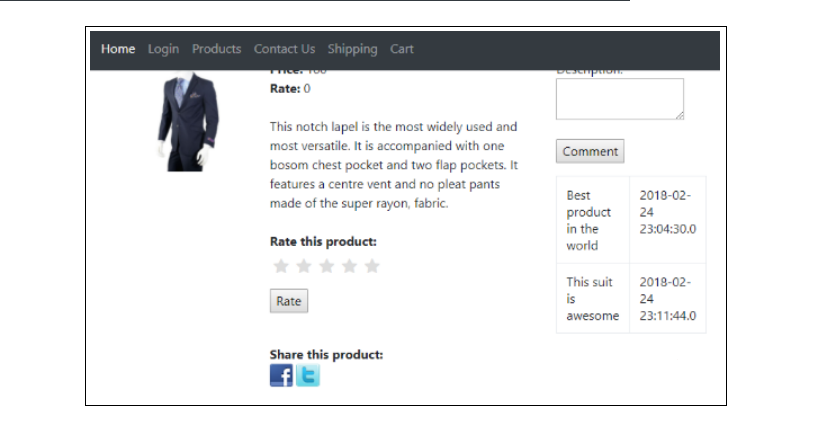 Home Login Products Contact Us Shipping Cart
Price: 100
Rate: 0
This notch lapel is the most widely used and
most versatile. It is accompanied with one
bosom chest pocket and two flap pockets. It
features a centre vent and no pleat pants
made of the super rayon, fabric.
Rate this product:
Rate
Share this product:
f t
Description:
Comment
Best
product
in the
world
2018-02-
24
23:04:30.0
This suit
is
awesome
2018-02-
24
23:11:44.0